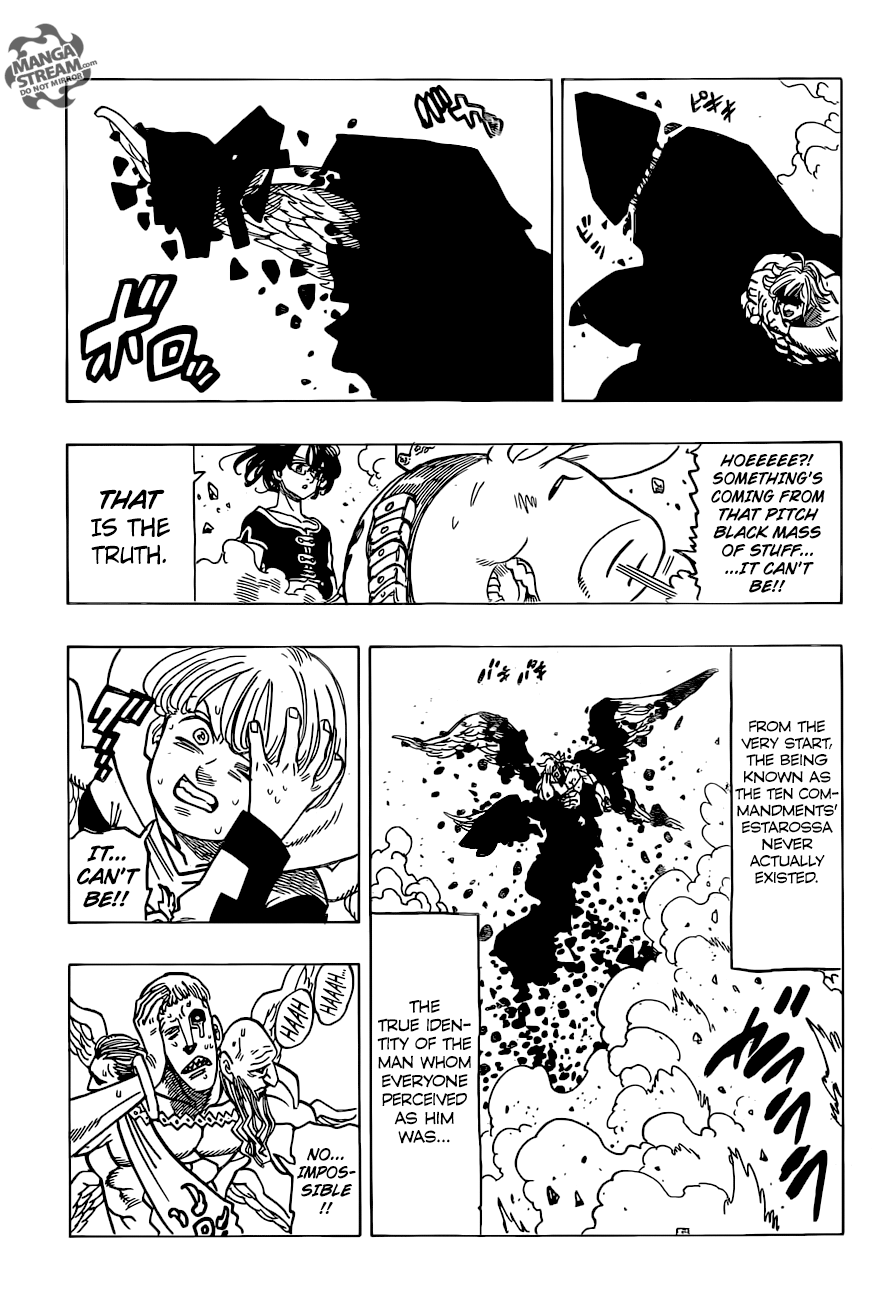 MANGA
STREAM.com
DO NOT MIRROR
HOEEEEE?!
SOMETHING'S
COMING FROM
THAT PITCH
BLACK MASS
OF STUFF...
...IT CAN'T
BE!!
THAT
IS THE
TRUTH.
FROM THE
VERY START,
THE BEING
KNOWN AS
THE TEN COM-
MANDMENTS'
ESTAROSSA
NEVER
ACTUALLY
EXISTED.
THE
TRUE IDEN-
TITY OF THE
MAN WHOM
EVERYONE
PERCEIVED
AS HIM
WAS...
IT...
CAN'T
BE!!
HAAH...
HAAH
NO...
IMPOS-
SIBLE
!!